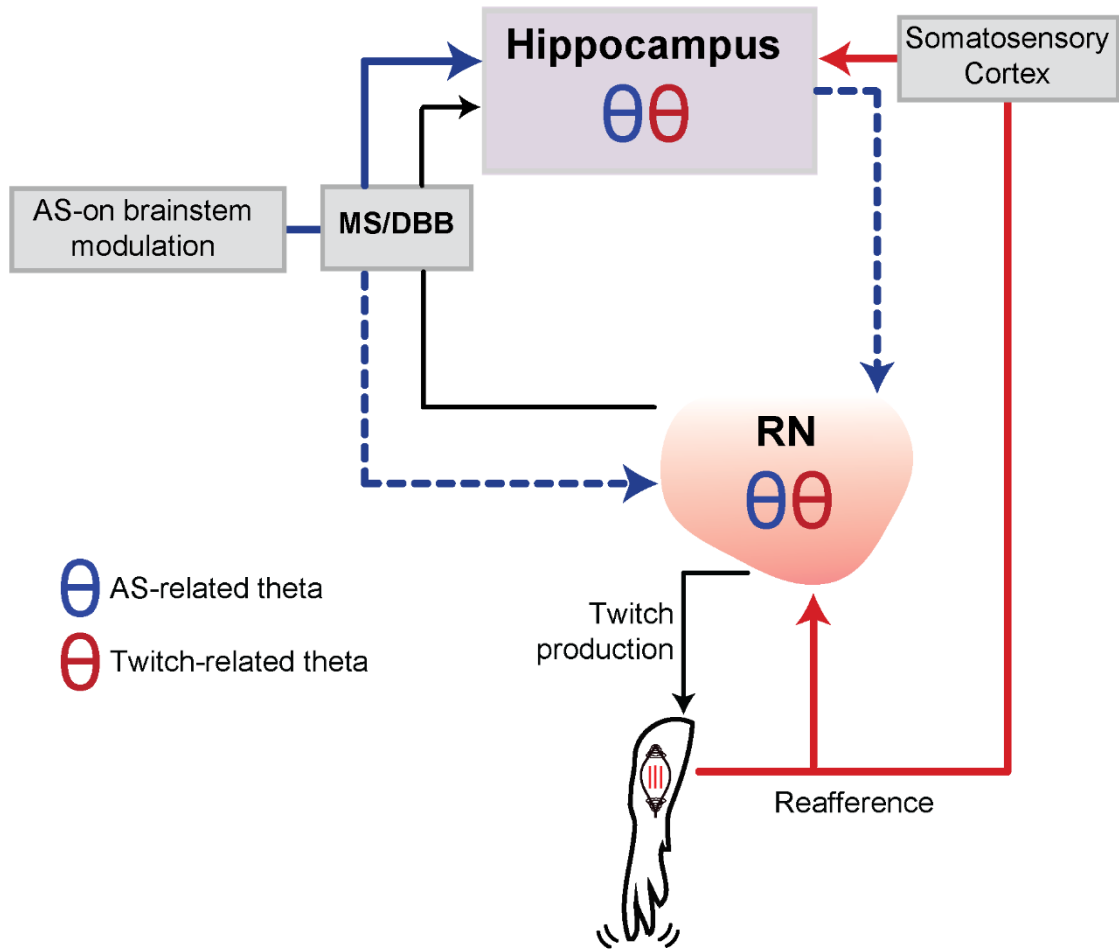 Hippocampus
θθ
Somatosensory
Cortex
AS-on brainstem
modulation
MS/DBB
RN
θθ
θ AS-related theta
θ Twitch-related theta
Twitch
production
Reafference